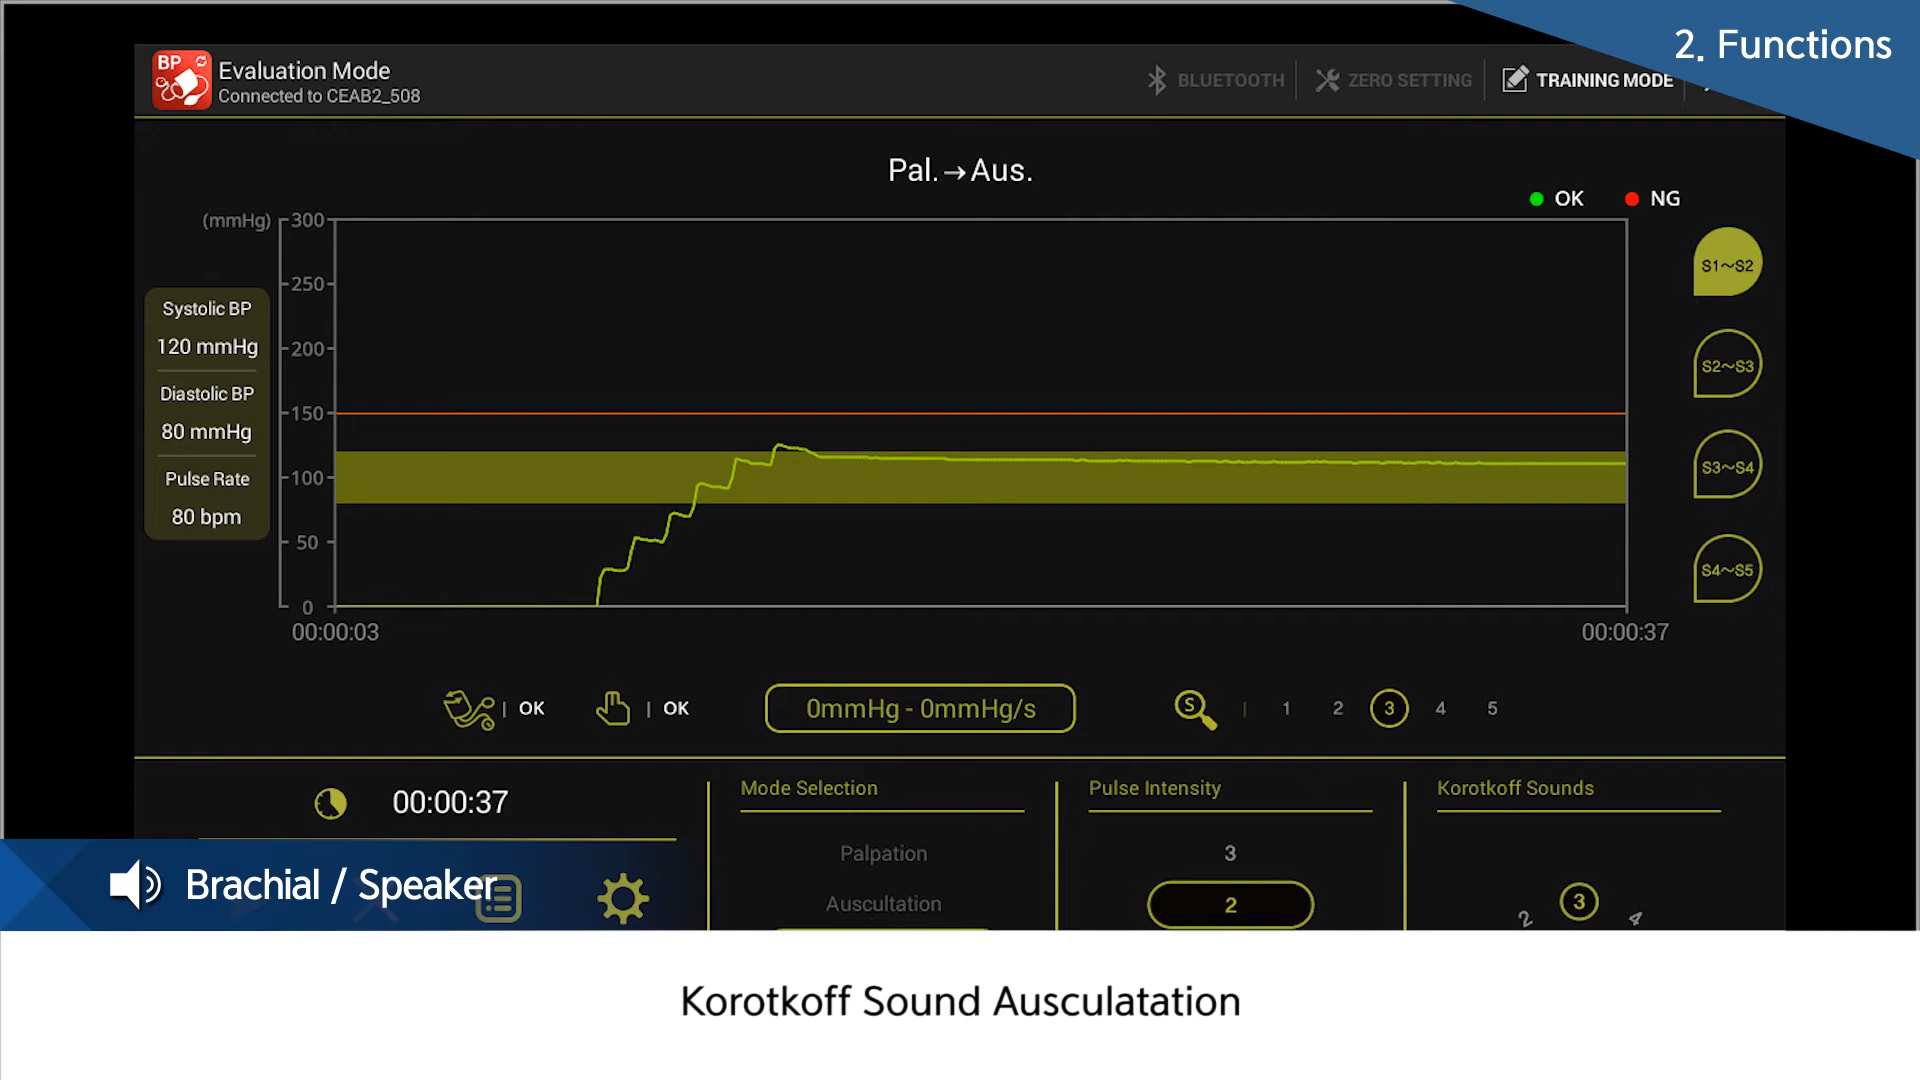 2. Functions
BP
Evaluation Mode
Connected to CEAB2_508
BLUETOOTH
ZERO SETTING
TRAINING MODE
Pal.→Aus.
OK
NG
(mmHg)
300
250
200
150
100
50
0
00:00:03
00:00:37
Systolic BP
120 mmHg
Diastolic BP
80 mmHg
Pulse Rate
80 bpm
S1~S2
S2~S3
S3~S4
S4~S5
| OK
| OK
0mmHg - 0mmHg/s
S | 1 2 3 4 5
00:00:37
Mode Selection
Palpation
Auscultation
Pulse Intensity
3
2
Korotkoff Sounds
2 3 4
Brachial / Speaker
Korotkoff Sound Ausculatation